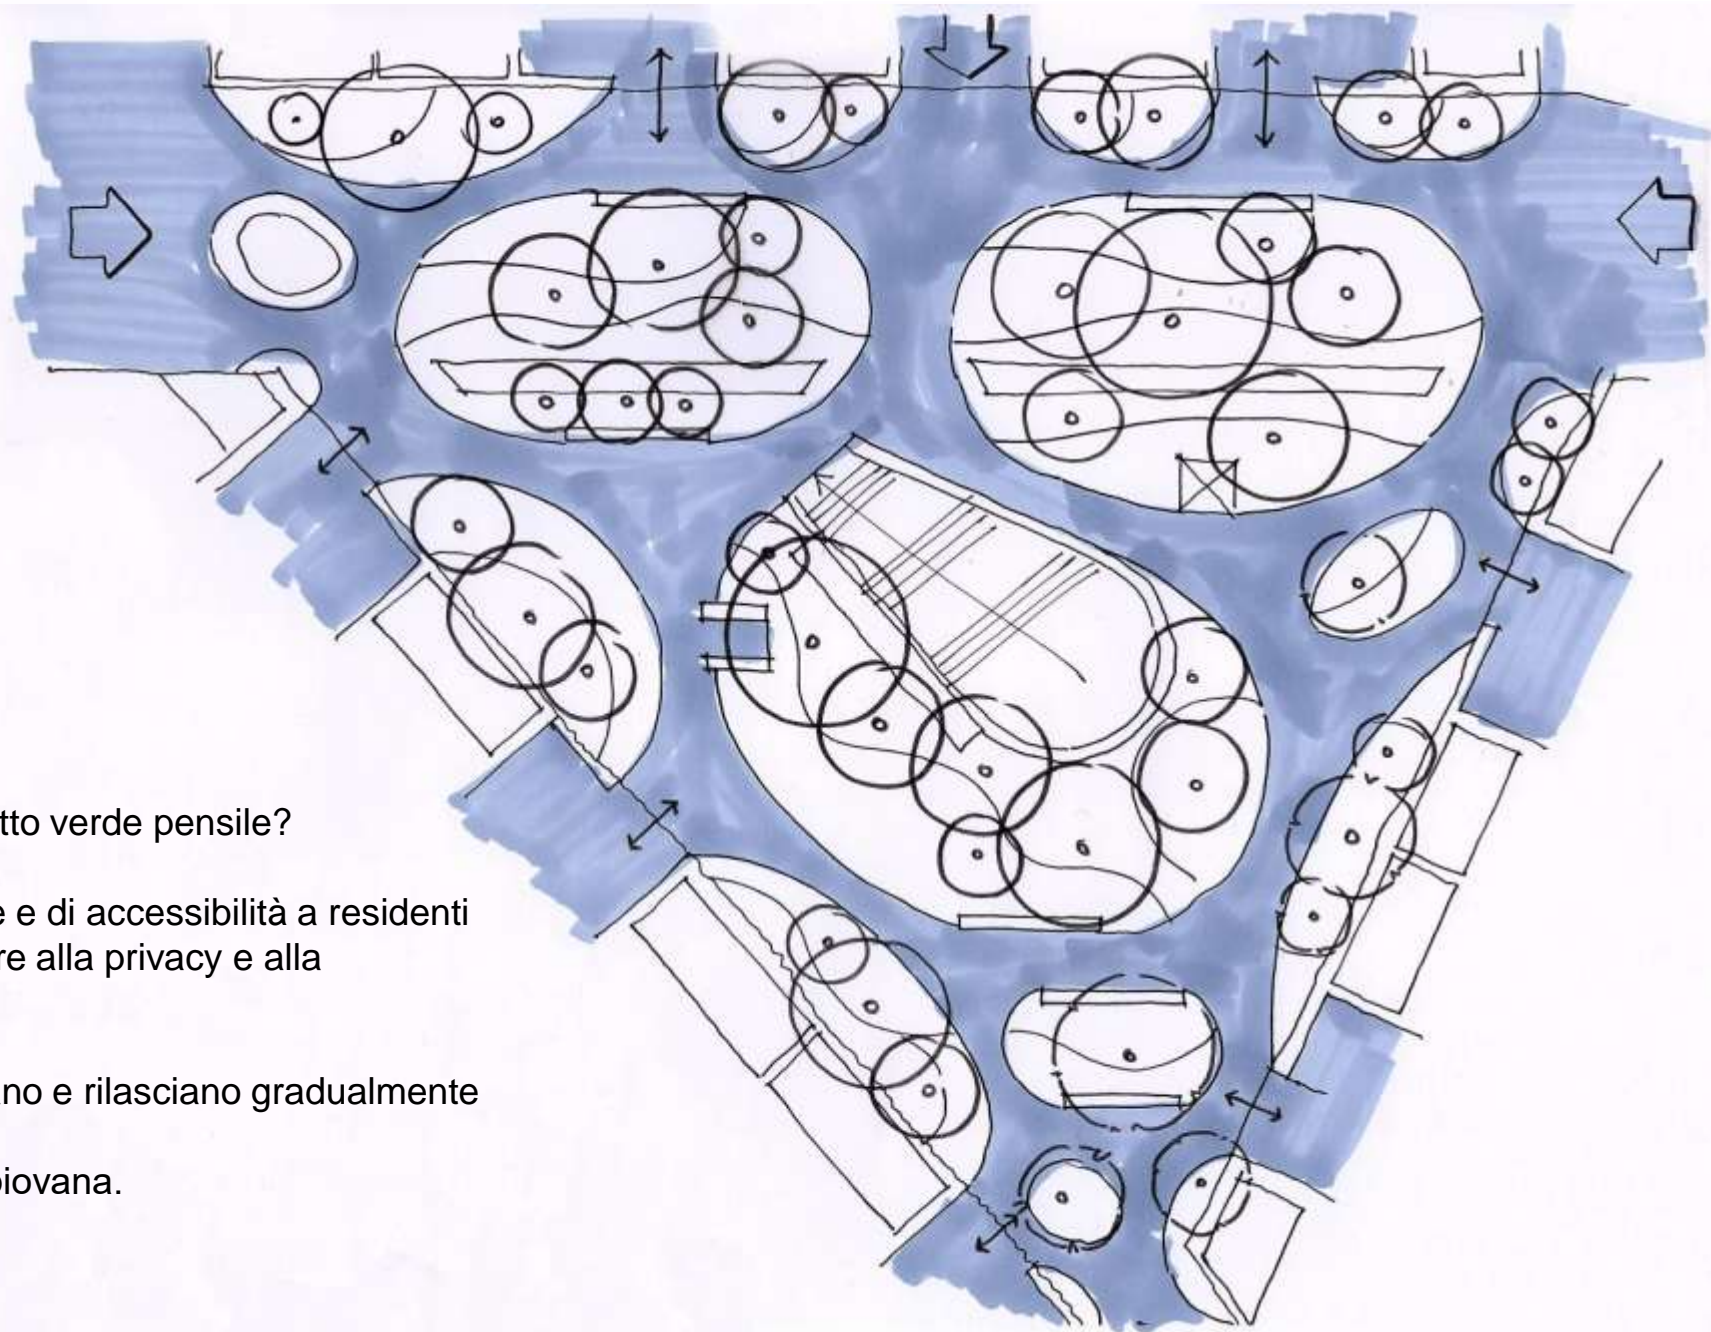 tto verde pensile?
e e di accessibilità a residenti
re alla privacy e alla
no e rilasciano gradualmente
piovana.